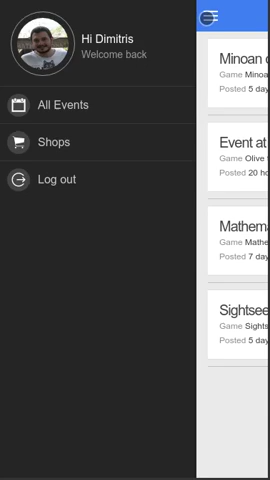 Hi Dimitris
Welcome back
All Events
Shops
Log out
Minoan
Game Minoa
Posted 5 day
Event at
Game Olive
Posted 20 ho
Mathema
Game Mathe
Posted 7 day
Sightsee
Game Sights
Posted 5 day